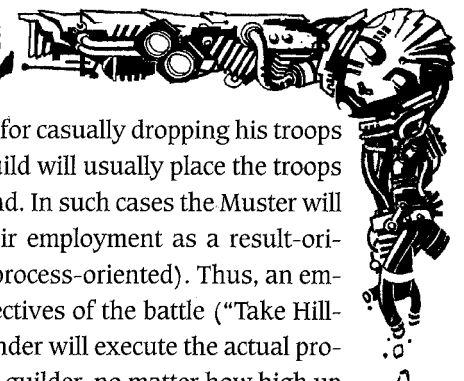 for casually dropping his troops
uild will usually place the troops
nd. In such cases the Muster will
ir employment as a result-ori-
process-oriented). Thus, an em-
ectives of the battle (“Take Hill-
nder will execute the actual pro-
guilder, no matter how high up